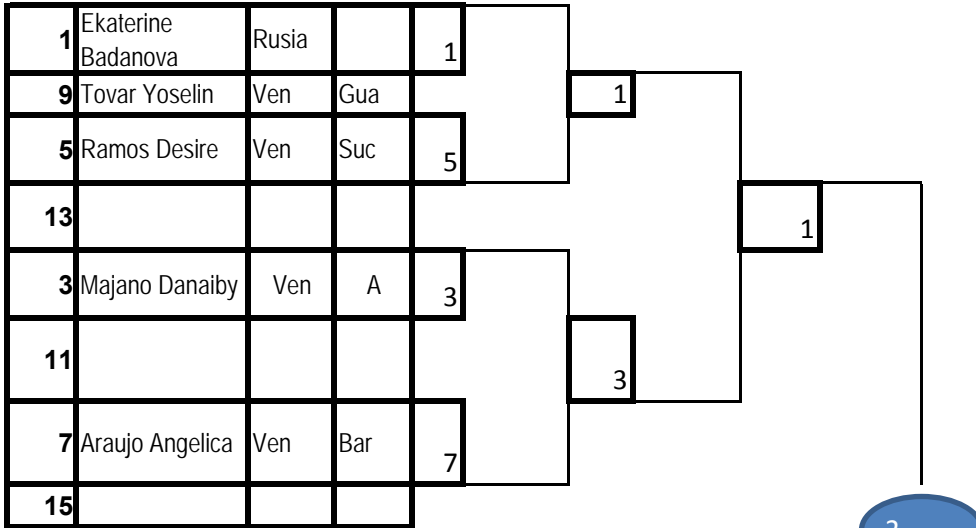 1 Ekaterine Badanova Rusia 1
9 Tovar Yoselin Ven Gua 1
5 Ramos Desire Ven Suc 5
13 1
3 Majano Danaiby Ven A 3
11 3
7 Araujo Angelica Ven Bar 7
15